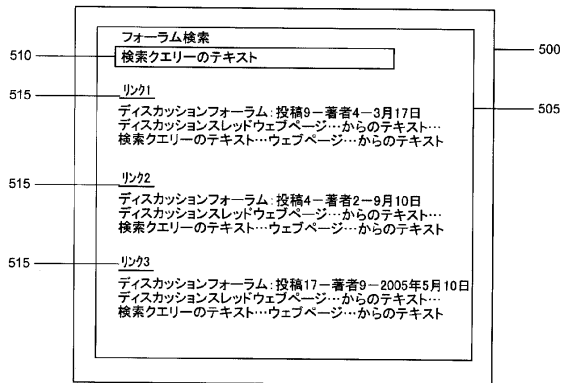 フォーラム検索
510
検索クエリーのテキスト
500
515
リンク1
505
ディスカッションフォーラム:投稿9ー著者4ー3月17日
ディスカッションスレッドウェブページ…からのテキスト…
検索クエリーのテキスト…ウェブページ…からのテキスト
515
リンク2
ディスカッションフォーラム:投稿4ー著者2ー9月10日
ディスカッションスレッドウェブページ…からのテキスト…
検索クエリーのテキスト…ウェブページ…からのテキスト
515
リンク3
ディスカッションフォーラム:投稿17ー著者9ー2005年5月10日
ディスカッションスレッドウェブページ…からのテキスト…
検索クエリーのテキスト…ウェブページ…からのテキスト